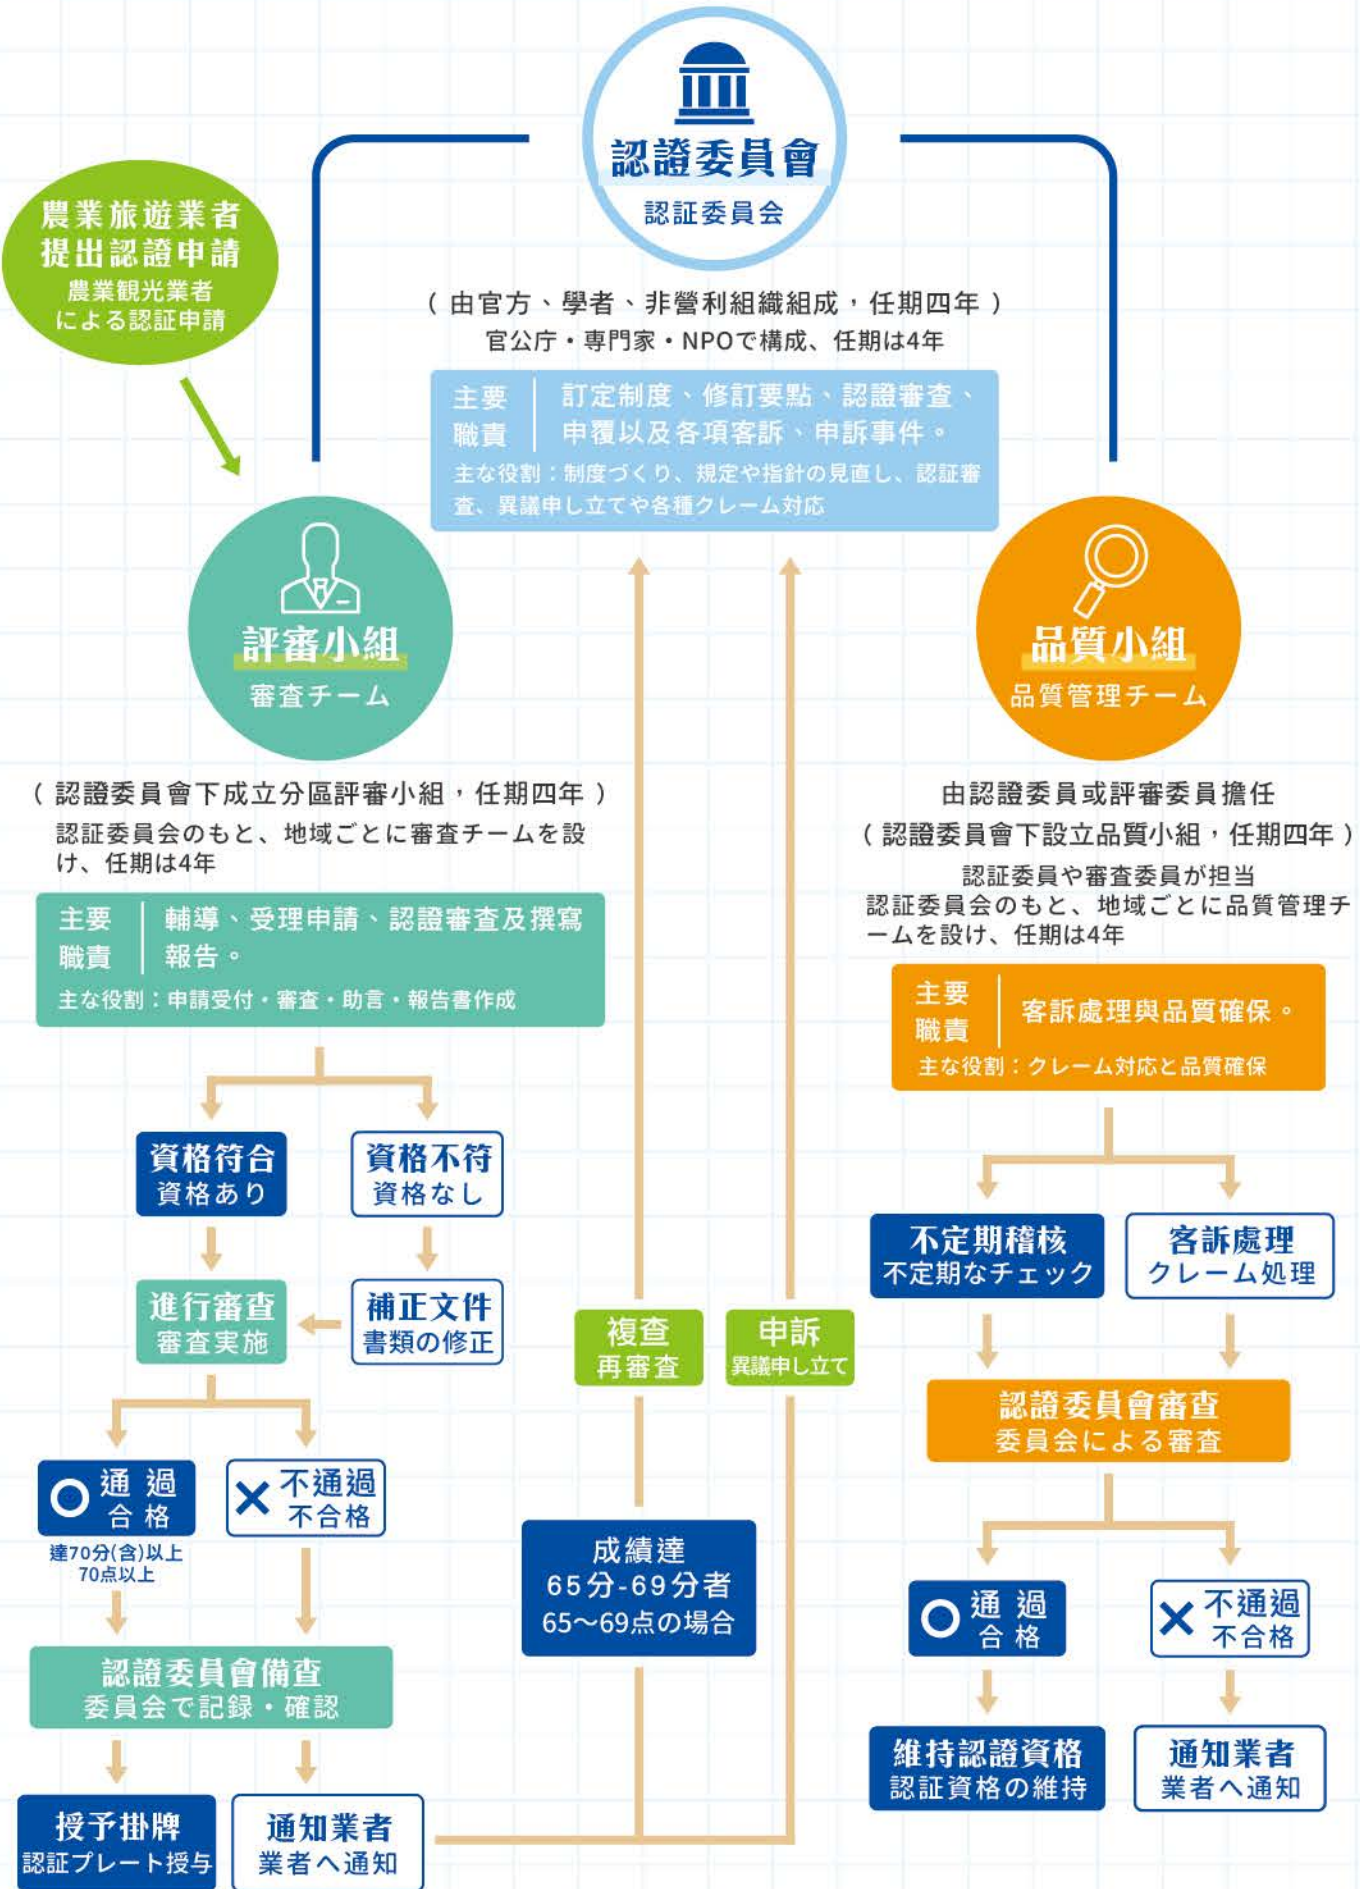 認證委員會
認証委員会
農業旅遊業者
提出認證申請
農業観光業者
による認証申請
（由官方、學者、非營利組織組成，任期四年）
官公庁・専門家・NPOで構成、任期は4年
主要
職責
訂定制度、修訂要點、認證審查、
申覆以及各項客訴、申訴事件。
主な役割：制度づくり、規定や指針の見直し、認証審
査、異議申し立てや各種クレーム対応
評審小組
審査チーム
（認證委員會下成立分區評審小組，任期四年）
認証委員会のもと、地域ごとに審査チームを設
け、任期は4年
主要
職責
輔導、受理申請、認證審查及撰寫
報告。
主な役割：申請受付・審査・助言・報告書作成
資格符合
資格あり
資格不符
資格なし
進行審查
審査実施
補正文件
書類の修正
通過
合格
達70分(含)以上
70点以上
不通過
不合格
認證委員會備查
委員会で記録・確認
授予掛牌
認証プレート授与
通知業者
業者へ通知
複查
再審査
申訴
異議申し立て
成績達
65分-69分者
65～69点の場合
品質小組
品質管理チーム
由認證委員或評審委員擔任
（認證委員會下設立品質小組，任期四年）
認証委員や審査委員が担当
認証委員会のもと、地域ごとに品質管理チ
ームを設け、任期は4年
主要
職責
客訴處理與品質確保。
主な役割：クレーム対応と品質確保
不定期稽核
不定期なチェック
客訴處理
クレーム処理
認證委員會審查
委員会による審査
通過
合格
不通過
不合格
維持認證資格
認証資格の維持
通知業者
業者へ通知